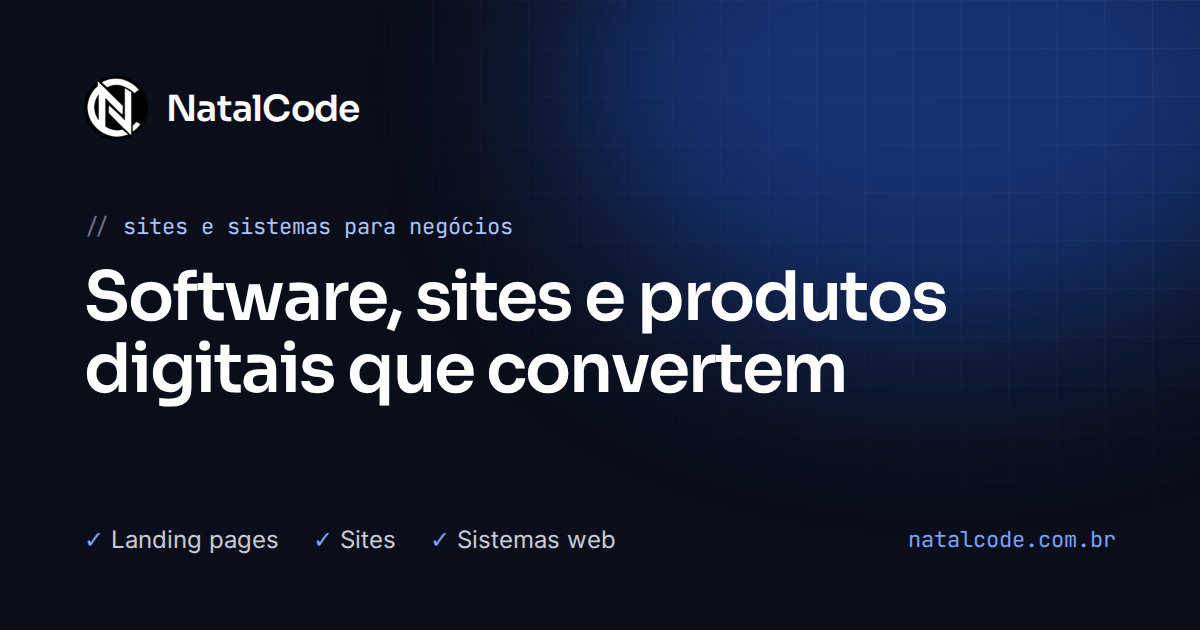 NatalCode
// sites e sistemas para negócios
Software, sites e produtos
digitais que convertem
✓ Landing pages ✓ Sites ✓ Sistemas web
natalcode.com.br